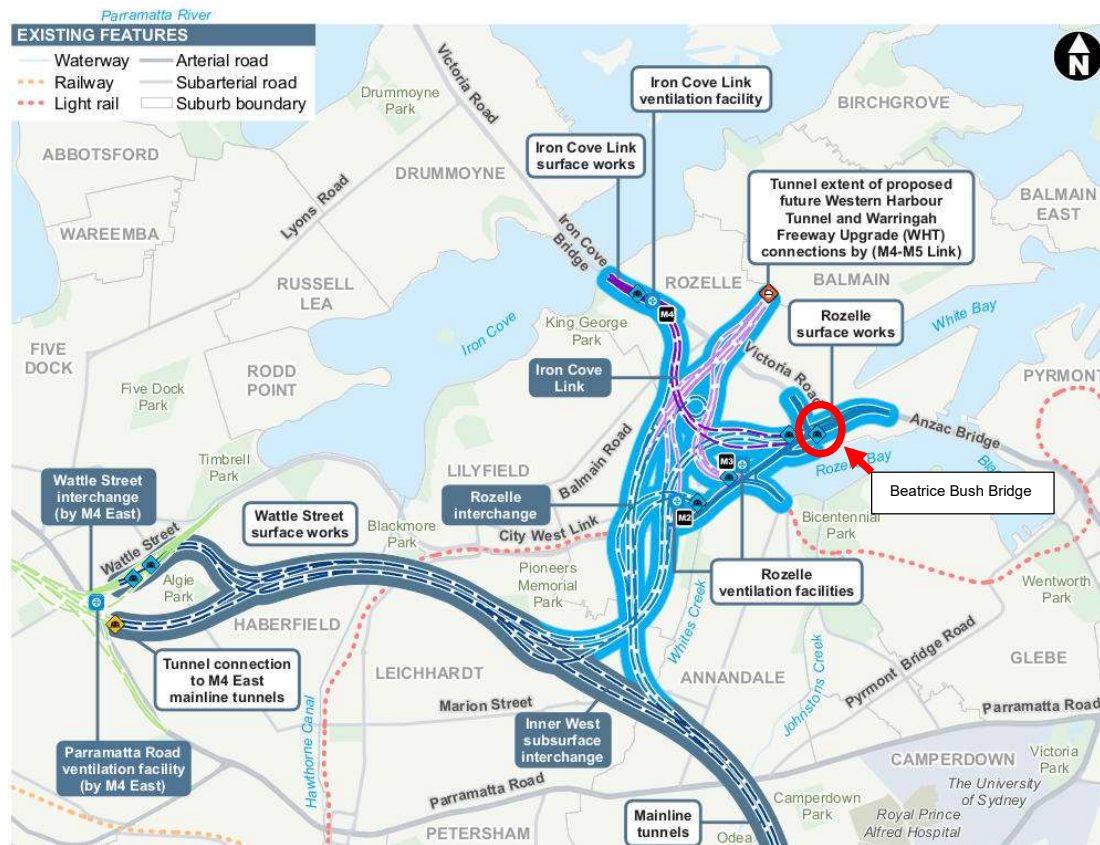 Parramatta River
EXISTING FEATURES
Waterway
Arterial road
Railway
Subarterial road
Light rail
Suburb boundary
N
Drummoyne
Park
Victoria Road
Iron Cove Link
ventilation facility
BIRCHGROVE
ABBOTSFORD
Iron Cove Link
surface works
DRUMMOYNE
Lyons Road
Tunnel extent of proposed
future Western Harbour
Tunnel and Warringah
Freeway Upgrade (WHT)
connections by (M4-M5 Link)
BALMAIN
EAST
WAREEMBA
Iron Cove
Bridge
ROZELLE
BALMAIN
RUSSELL
LEA
M4
King George
Park
Iron Cove
Rozelle
surface works
White Bay
FIVE
DOCK
RODD
POINT
Five Dock
Park
Iron Cove
Link
Victoria Road
PYRMONT
Anzac Bridge
Balmain Road
Timbrell
Park
LILYFIELD
M3
Beatrice Bush Bridge
Wattle Street
interchange
(by M4 East)
Wattle Street
surface works
Rozelle
interchange
M2
Blackmore
Park
City West Link
Bicentennial
Park
Wattle Street
Algie
Park
Pioneers
Memorial
Park
Rozelle
ventilation facilities
Wentworth
Park
HABERFIELD
Whites Creek
Tunnel connection
to M4 East
mainline tunnels
LEICHHARDT
ANNANDALE
Johnstons Creek
Pyrmont Bridge Road
GLEBE
Marion Street
Parramatta Road
Hawthorne Canal
Inner West
subsurface
interchange
Parramatta Road
ventilation facility
(by M4 East)
CAMPERDOWN
Victoria
Park
Parramatta Road
The University
of Sydney
Mainline
tunnels
Camperdown
Park
Royal Prince
Alfred Hospital
PETERSHAM